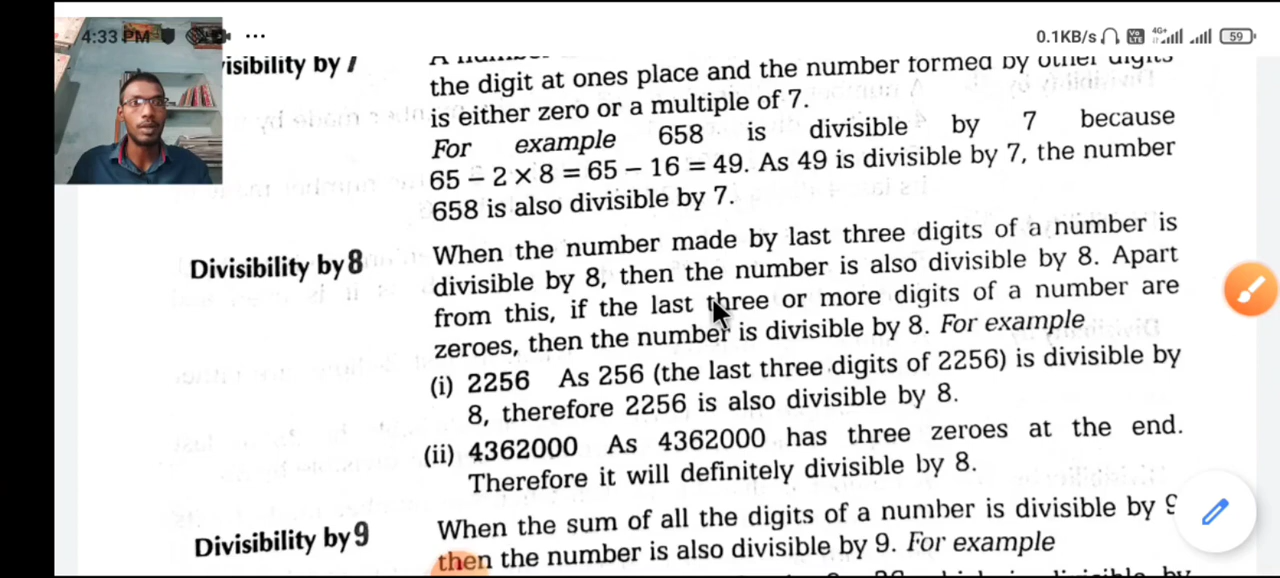 4:33 PM ...
0.1KB/s 4G+ 59
visibility by 7
the digit at ones place and the number formed by other digits
is either zero or a multiple of 7.
For example 658 is divisible by 7 because
65 – 2 × 8 = 65 – 16 = 49. As 49 is divisible by 7, the number
658 is also divisible by 7.
Divisibility by 8
When the number made by last three digits of a number is
divisible by 8, then the number is also divisible by 8. Apart
from this, if the last three or more digits of a number are
zeroes, then the number is divisible by 8. For example
(i) 2256 As 256 (the last three digits of 2256) is divisible by
8, therefore 2256 is also divisible by 8.
(ii) 4362000 As 4362000 has three zeroes at the end.
Therefore it will definitely divisible by 8.
Divisibility by 9
When the sum of all the digits of a number is divisible by 9
then the number is also divisible by 9. For example